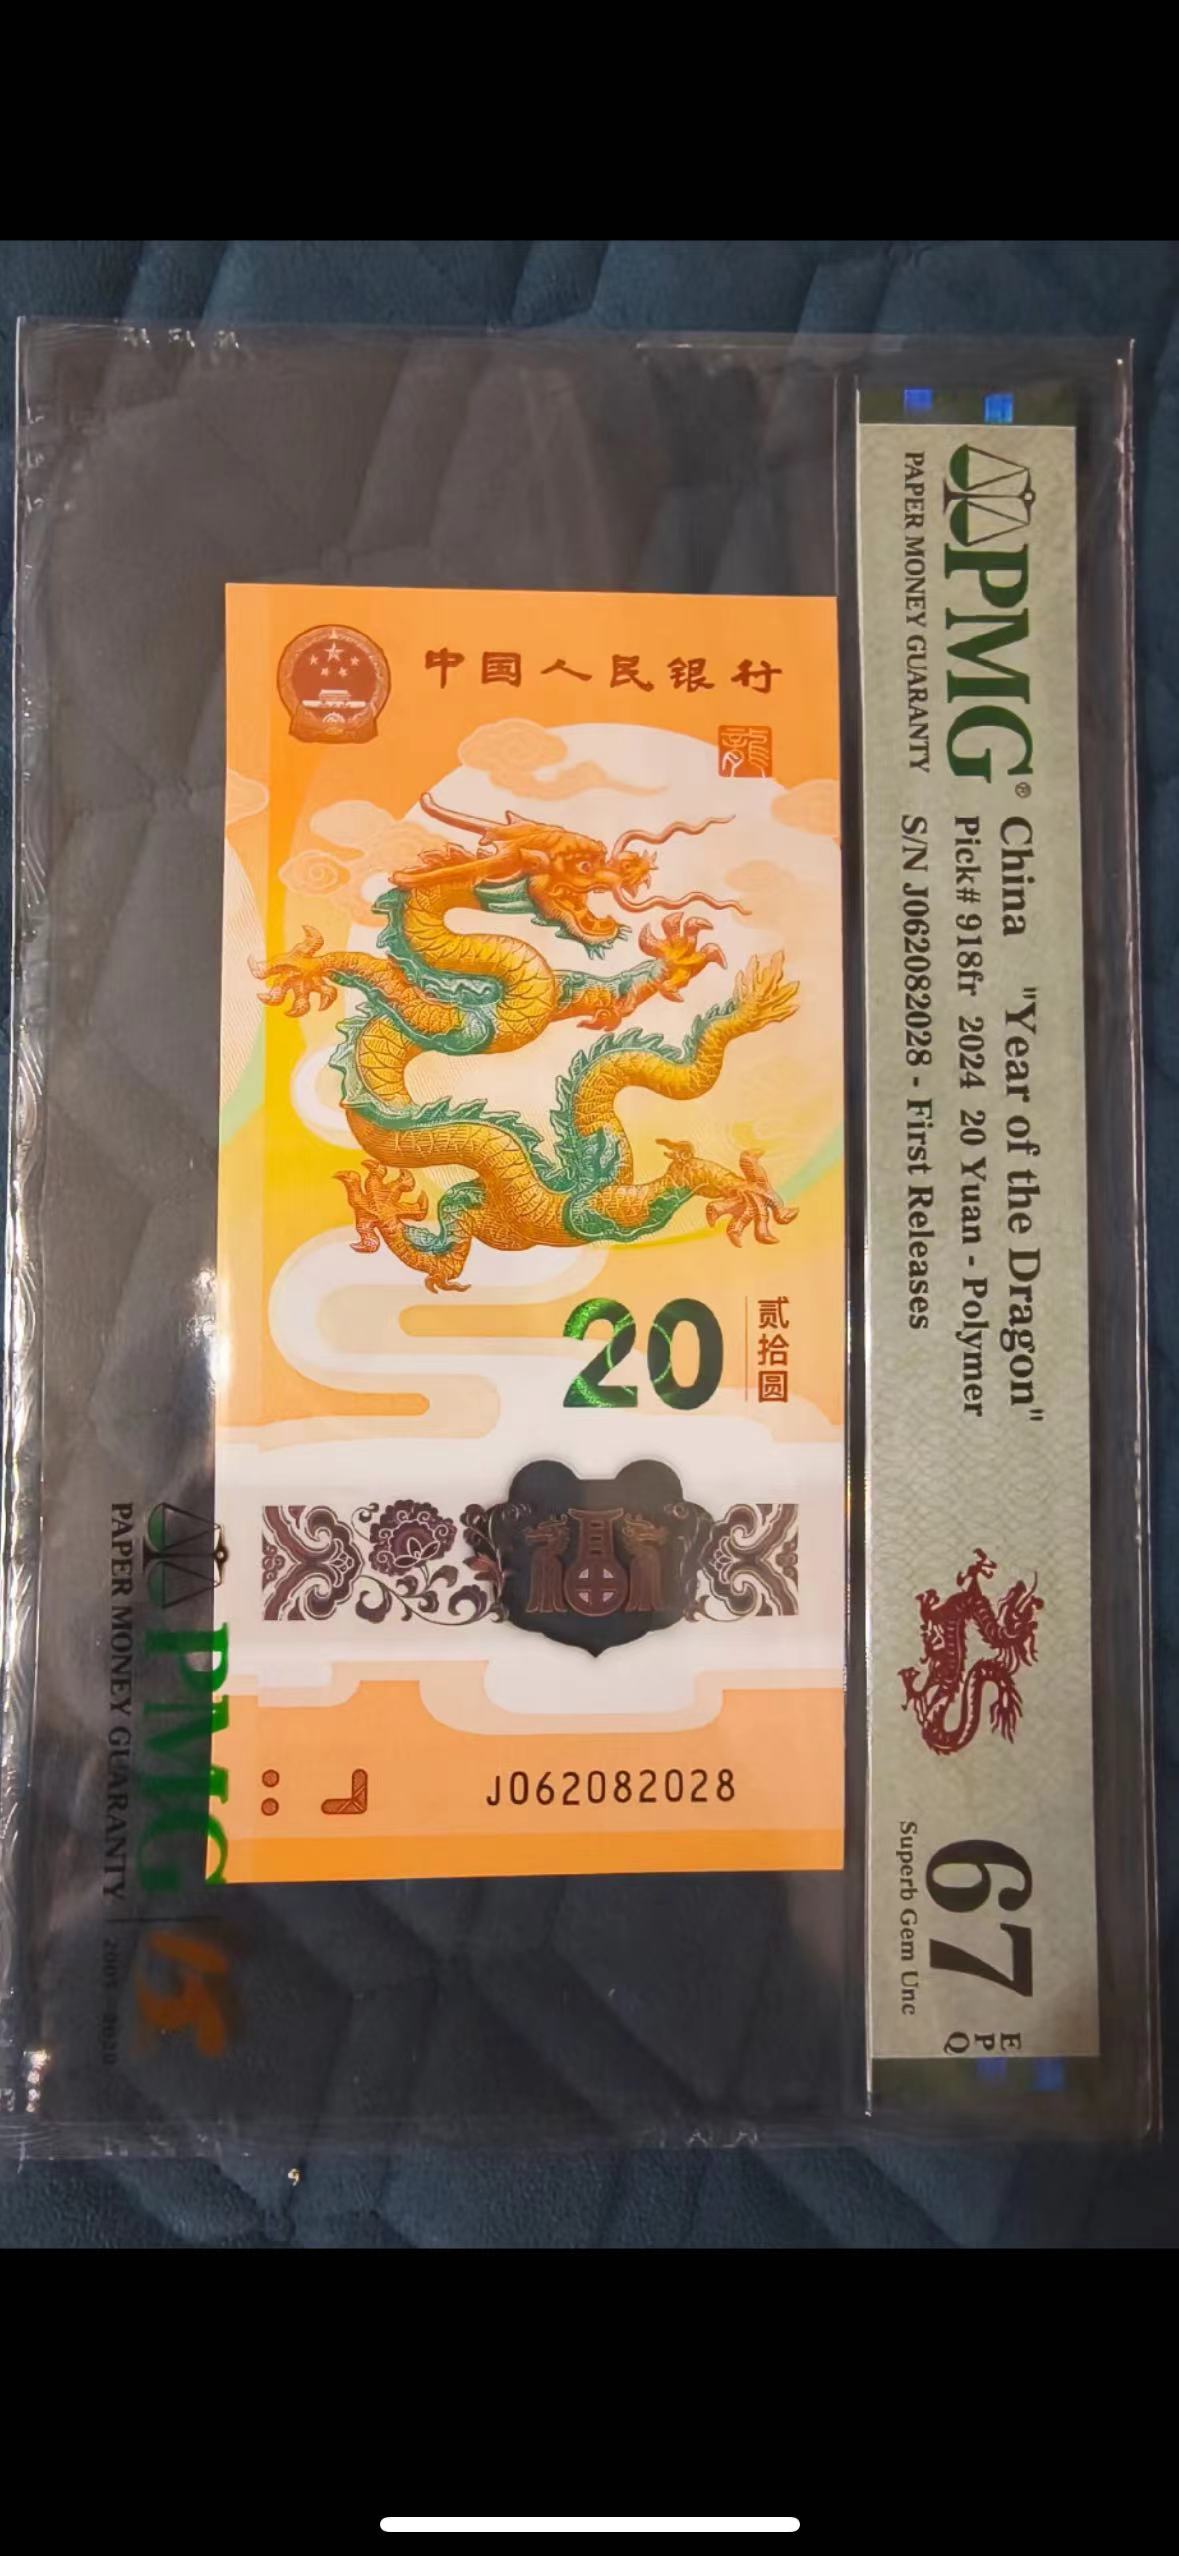 PMG®
PAPER MONEY GUARANTY
China "Year of the Dragon"
Pick# 918fr 2024 20 Yuan - Polymer
S/N J062082028 - First Releases
67
EPQ
Superb Gem Unc
中国人民银行
龍
20
贰拾圆
J062082028
PMG
PAPER MONEY GUARANTY